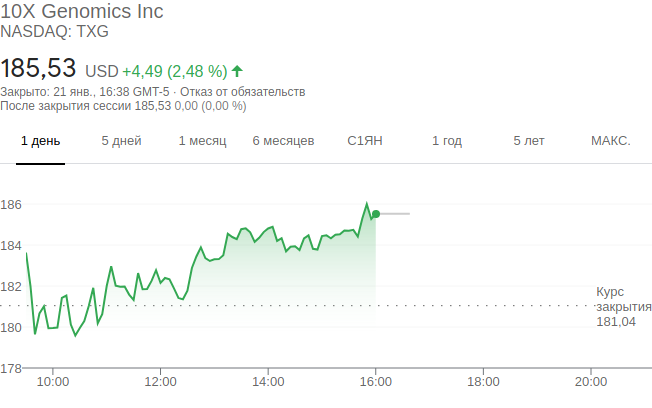 10X Genomics Inc
NASDAQ: TXG
185,53 USD +4,49 (2,48 %)
Закрыто: 21 янв., 16:38 GMT-5 · Отказ от обязательств
После закрытия сессии 185,53 0,00 (0,00 %)
1 день 5 дней 1 месяц 6 месяцев С1ЯН 1 год 5 лет МАКС.
186
184
182
Курс
закрытия
181,04
180
178
10:00 12:00 14:00 16:00 18:00 20:00